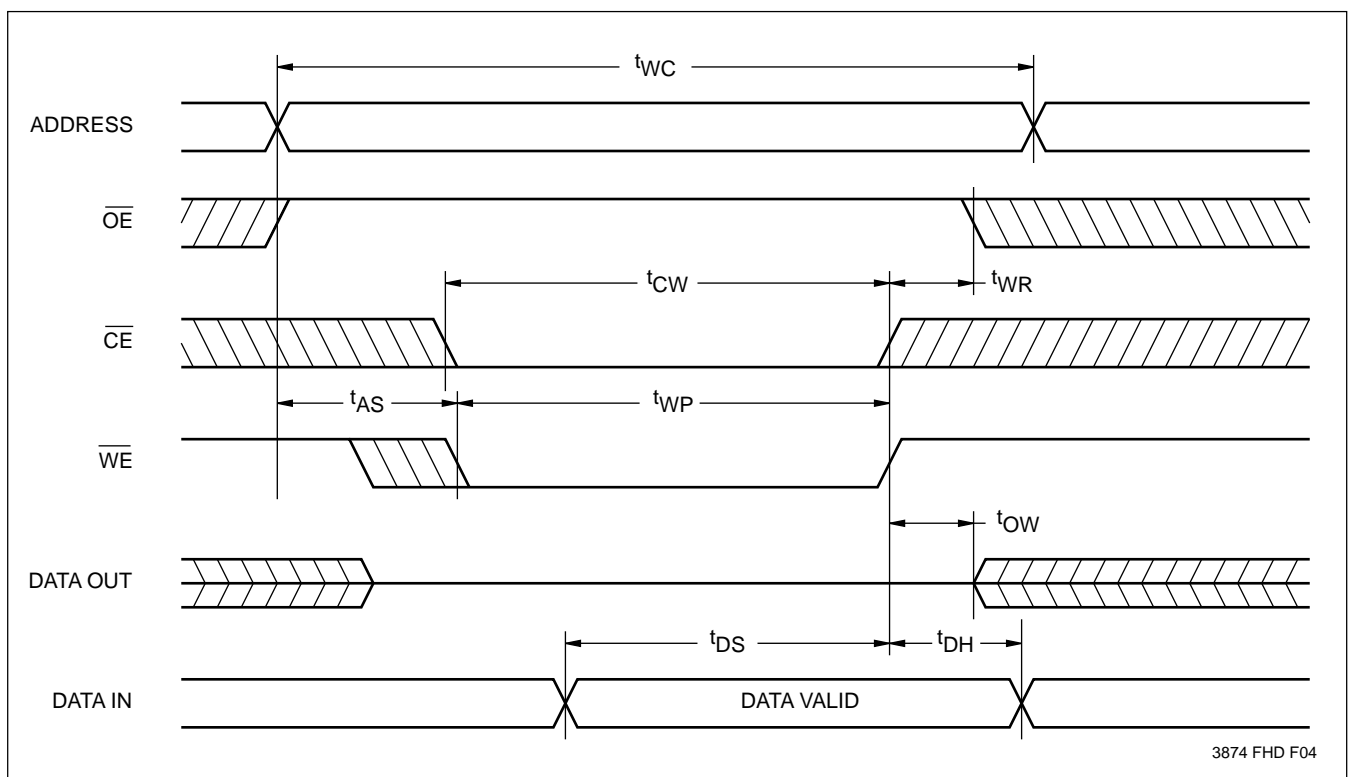 tWC
ADDRESS
OE
tCW
tWR
CE
tAS
tWP
WE
tOW
DATA OUT
tDS
tDH
DATA IN
DATA VALID
3874 FHD F04